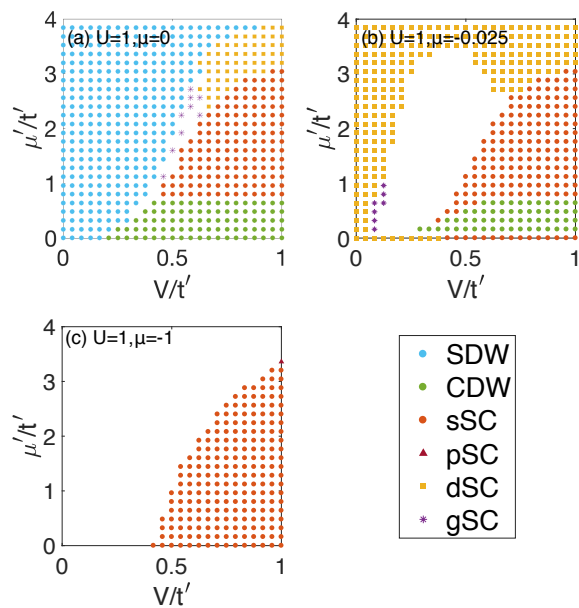 (a) U=1,μ=0
4
3
2
1
0
μ′/t′
0
0.5
1
V/t′
(b) U=1,μ=-0.025
4
3
2
1
0
μ′/t′
0
0.5
1
V/t′
(c) U=1,μ=-1
4
3
2
1
0
μ′/t′
0
0.5
1
V/t′
SDW
CDW
sSC
pSC
dSC
gSC